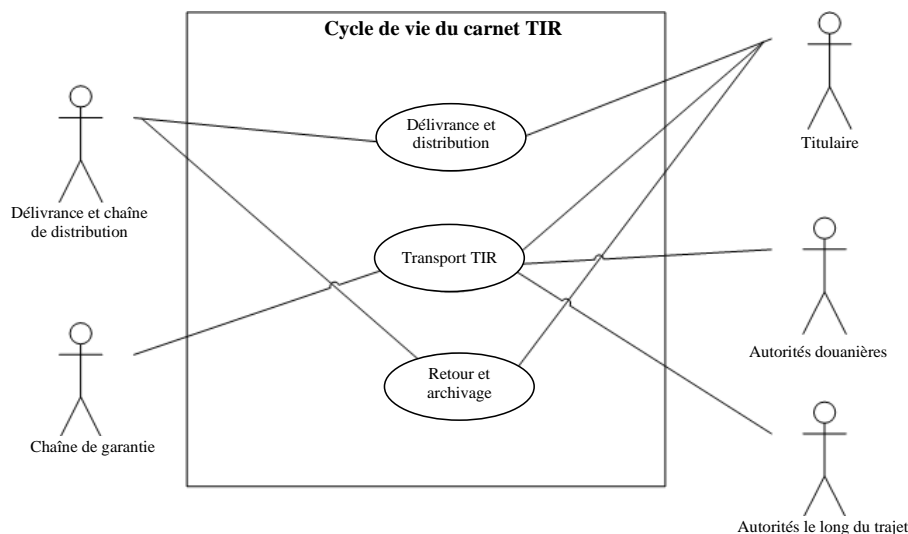 Cycle de vie du carnet TIR
Délivrance et
distribution
Titulaire
Délivrance et chaîne
de distribution
Transport TIR
Autorités douanières
Retour et
archivage
Chaîne de garantie
Autorités le long du trajet